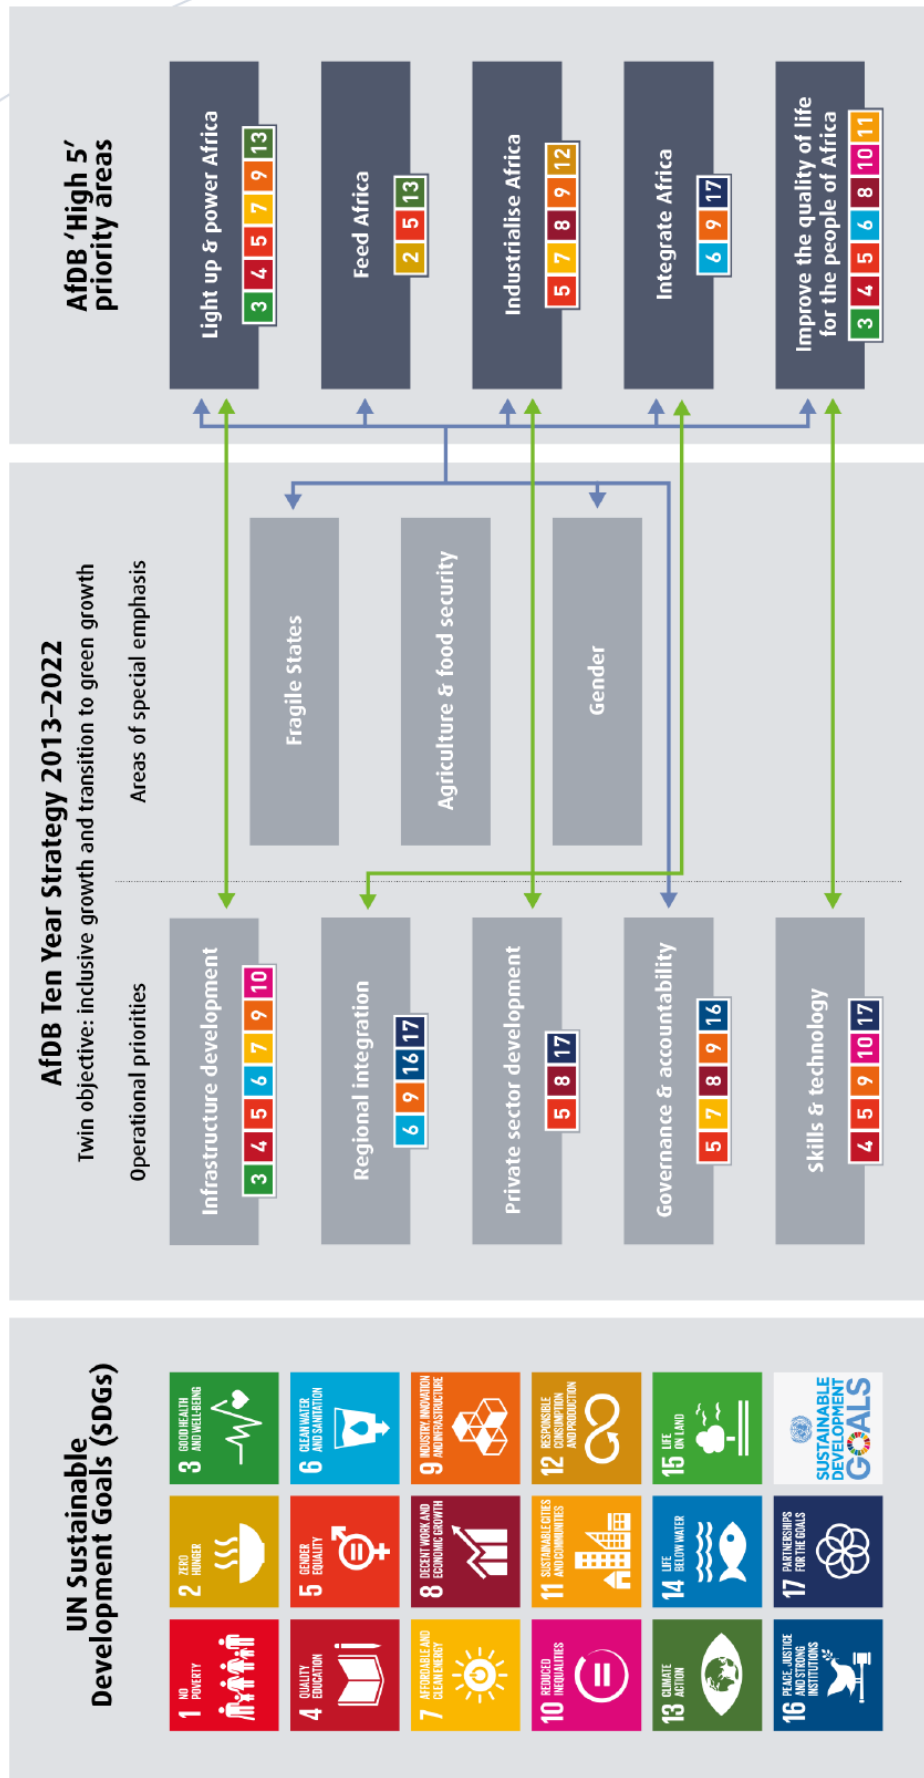 UN Sustainable
Development Goals (SDGs)
1 NO
POVERTY
2 ZERO
HUNGER
3 GOOD HEALTH
AND WELL-BEING
4 QUALITY
EDUCATION
5 GENDER
EQUALITY
6 CLEAN WATER
AND SANITATION
7 AFFORDABLE AND
CLEAN ENERGY
8 DECENT WORK AND
ECONOMIC GROWTH
9 INDUSTRY, INNOVATION
AND INFRASTRUCTURE
10 REDUCED
INEQUALITIES
11 SUSTAINABLE CITIES
AND COMMUNITIES
12 RESPONSIBLE
CONSUMPTION
AND PRODUCTION
13 CLIMATE
ACTION
14 LIFE
BELOW WATER
15 LIFE
ON LAND
16 PEACE, JUSTICE
AND STRONG
INSTITUTIONS
17 PARTNERSHIPS
FOR THE GOALS
SUSTAINABLE
DEVELOPMENT
GOALS
AfDB Ten Year Strategy 2013–2022
Twin objective: inclusive growth and transition to green growth
Operational priorities
Infrastructure development
3 4 5 6 7 9 10
Regional integration
6 9 16 17
Private sector development
5 8 17
Governance & accountability
5 7 8 9 16
Skills & technology
4 5 9 10 17
Areas of special emphasis
Fragile States
Agriculture & food security
Gender
AfDB ‘High 5’
priority areas
Light up & power Africa
3 4 5 7 9 13
Feed Africa
2 5 13
Industrialise Africa
5 7 8 9 12
Integrate Africa
6 9 17
Improve the quality of life
for the people of Africa
3 4 5 6 8 10 11